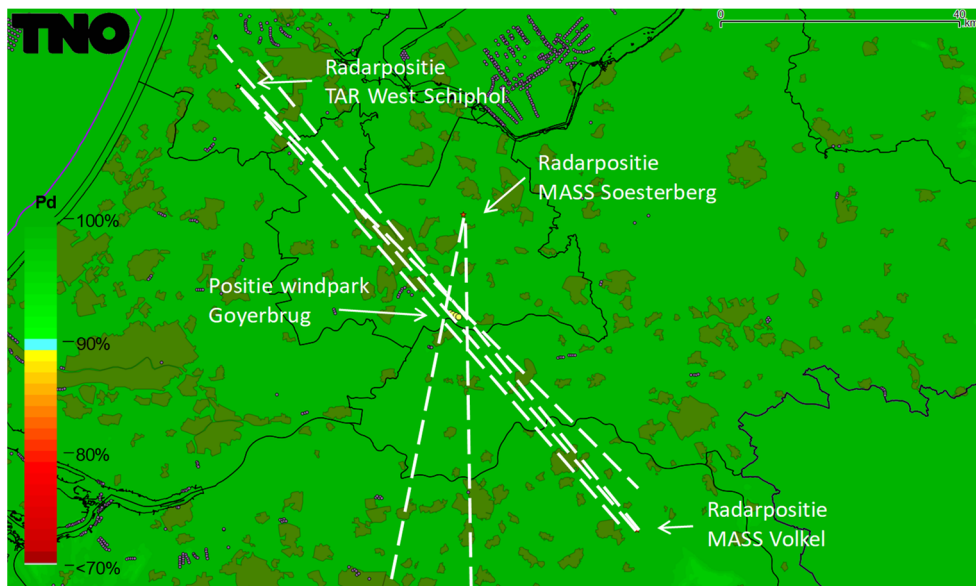 TNO
0
40
km
Radarpositie
TAR West Schiphol
Radarpositie
MASS Soesterberg
Pd
100%
Positie windpark
Goyerbrug
90%
80%
Radarpositie
MASS Volkel
<70%